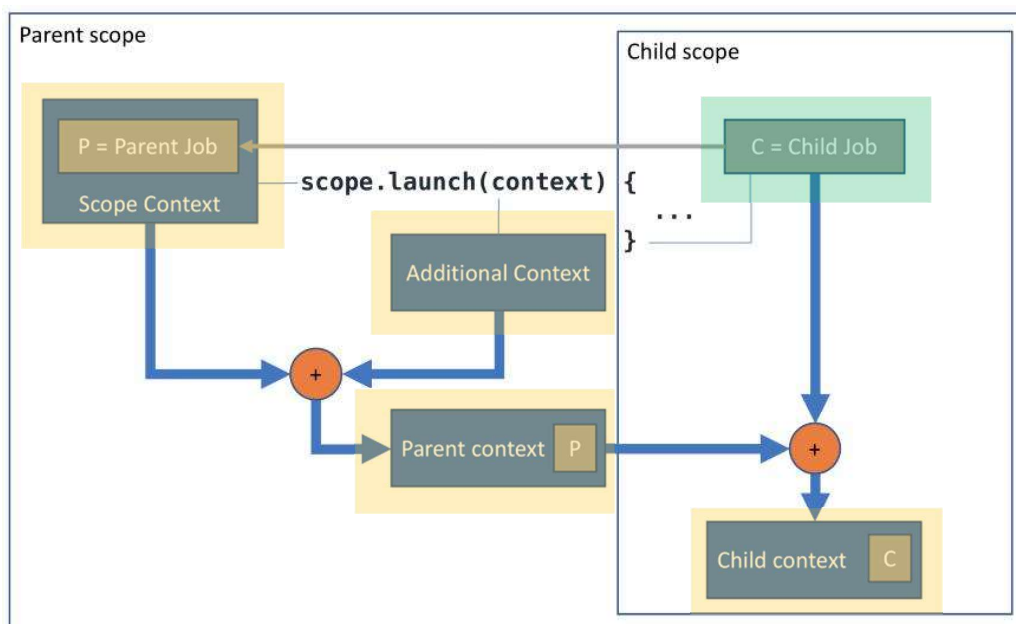 Parent scope
Child scope
P = Parent Job
C = Child Job
Scope Context
scope.launch(context) {
...
}
Additional Context
+
Parent context P
+
Child context C